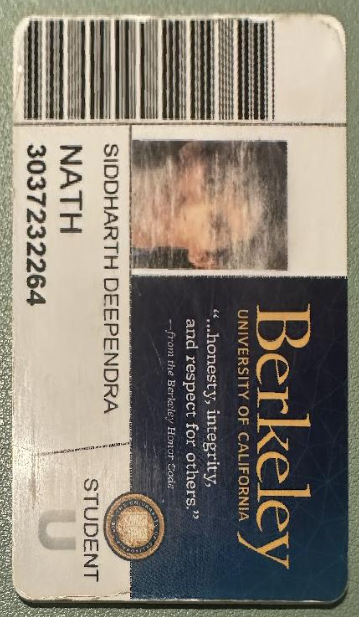 Berkeley
UNIVERSITY OF CALIFORNIA
“...honesty, integrity,
and respect for others.”
—from the Berkeley Honor Code
SIDDHARTH DEEPENDRA
NATH
3037232264
STUDENT
U